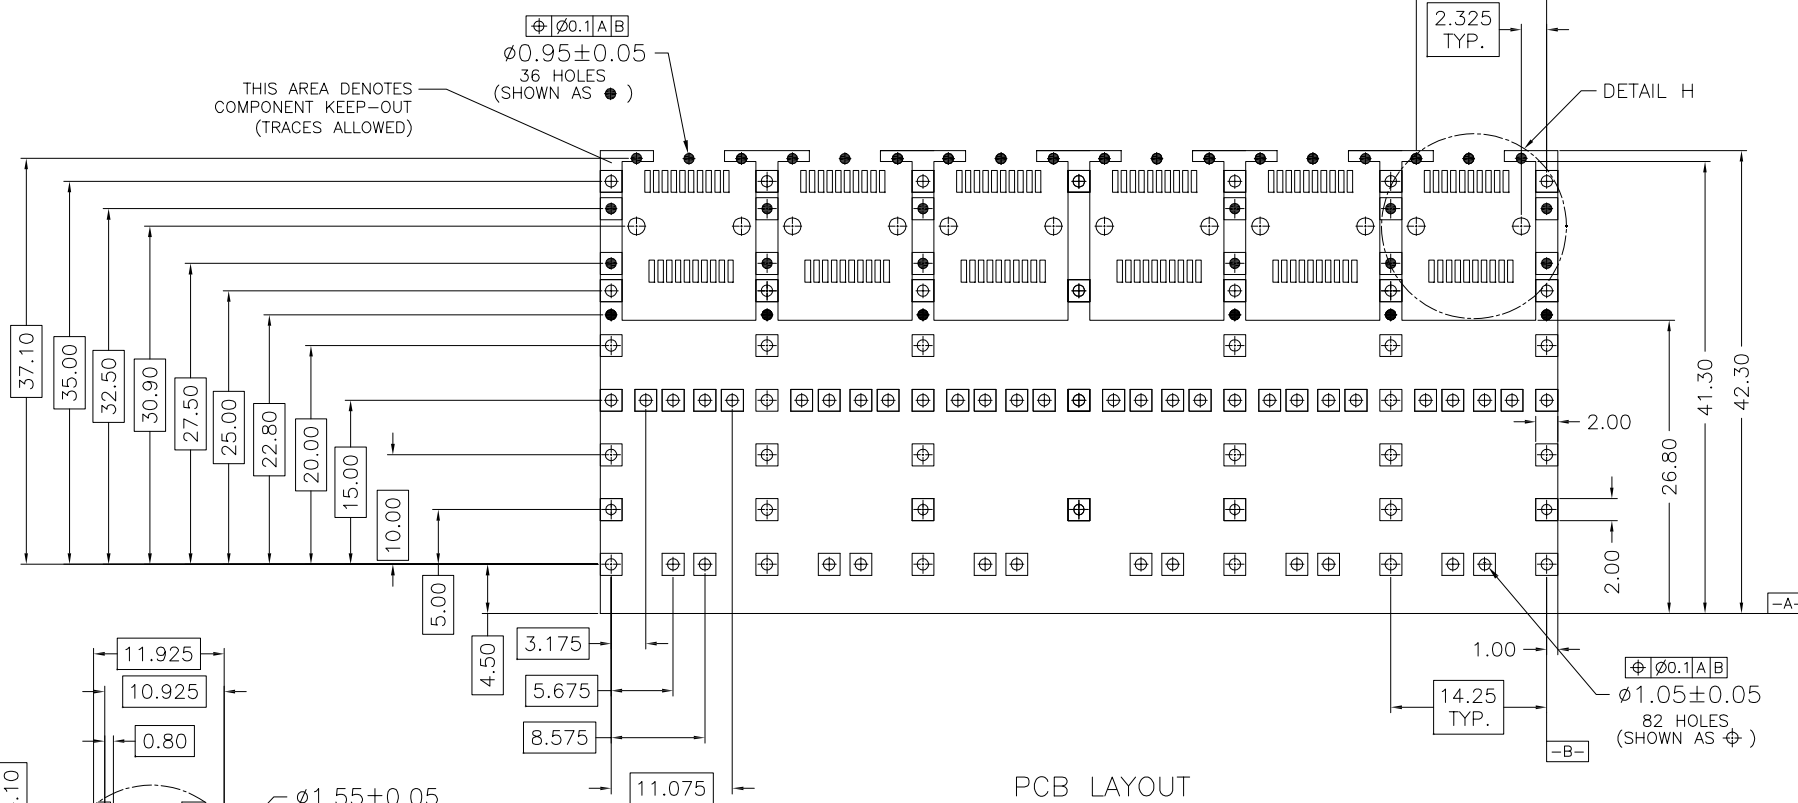 ⌖ Ø0.1 A B
Ø0.95±0.05
36 HOLES
(SHOWN AS ● )
THIS AREA DENOTES
COMPONENT KEEP-OUT
(TRACES ALLOWED)
2.325
TYP.
DETAIL H
37.10
35.00
32.50
30.90
27.50
25.00
22.80
20.00
15.00
10.00
5.00
4.50
2.00
26.80
41.30
42.30
2.00
-A-
3.175
5.675
8.575
11.075
1.00
14.25
TYP.
-B-
⌖ Ø0.1 A B
Ø1.05±0.05
82 HOLES
(SHOWN AS ⌖ )
11.925
10.925
0.80
.10
Ø1.55±0.05
PCB LAYOUT